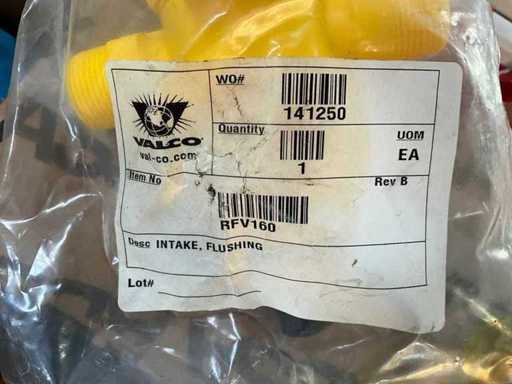 WO#
141250
VALCO
val-co.com
Quantity
UOM
1
EA
Item No
Rev B
RFV160
Desc INTAKE, FLUSHING
Lot#